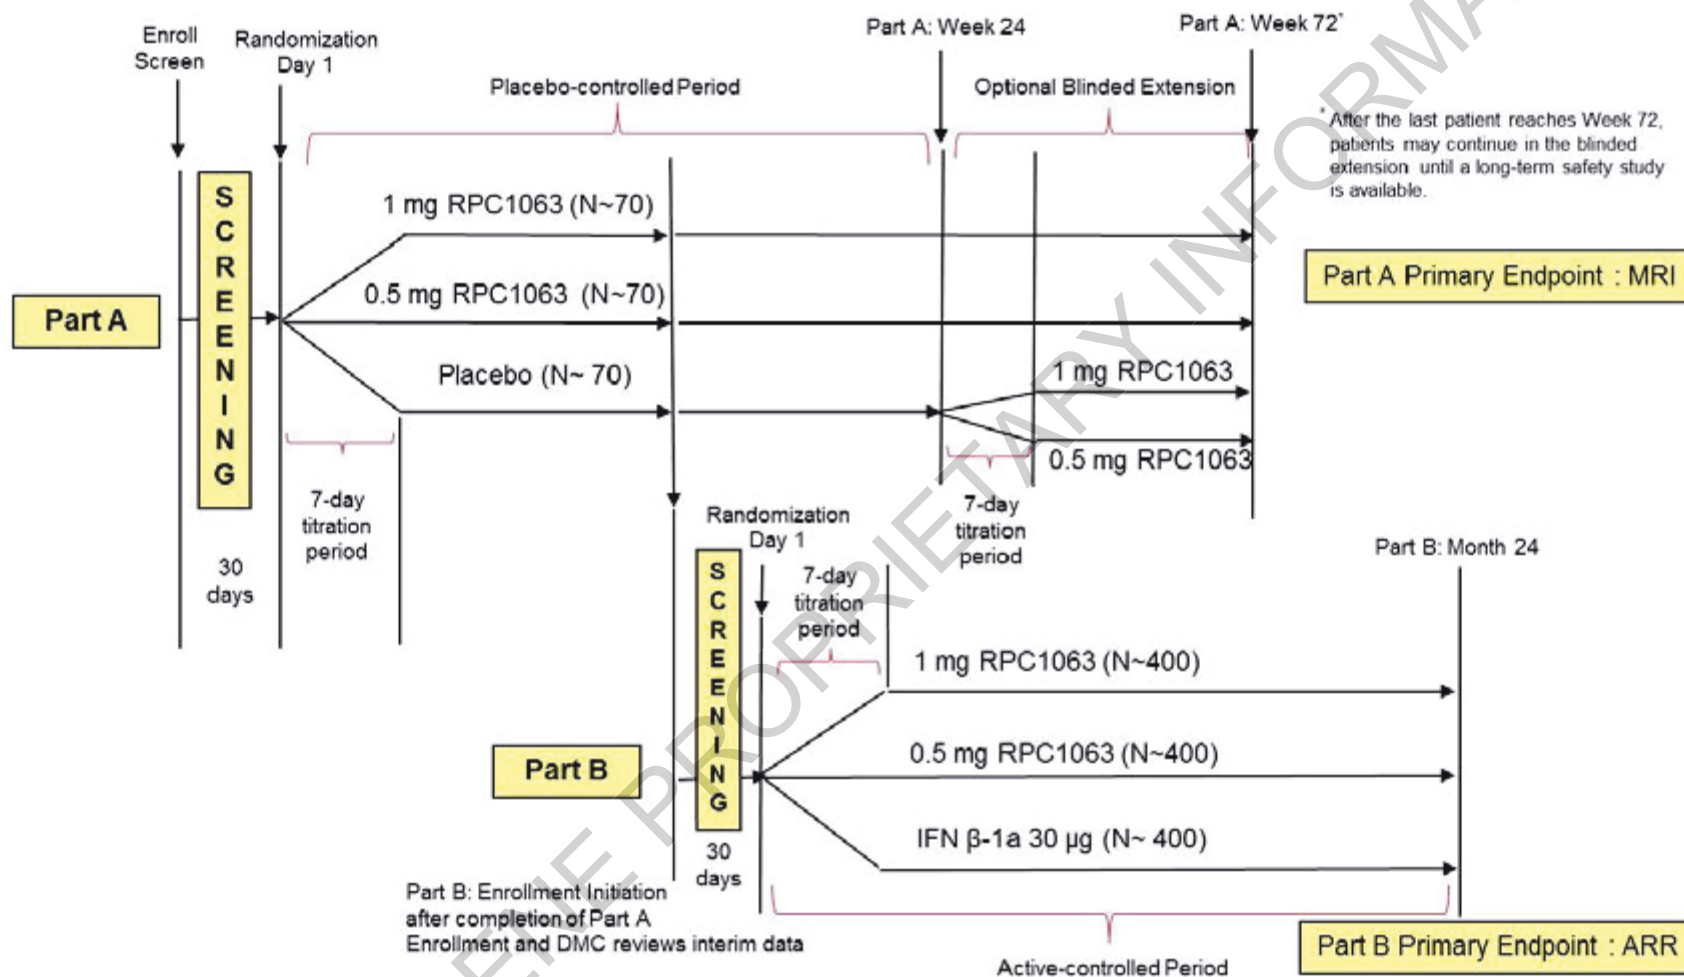 Enroll
Screen
Randomization
Day 1
Part A: Week 24
Part A: Week 72*
Placebo-controlled Period
Optional Blinded Extension
* After the last patient reaches Week 72,
patients may continue in the blinded
extension until a long-term safety study
is available.
SCREENING
1 mg RPC1063 (N~70)
Part A Primary Endpoint : MRI
Part A
0.5 mg RPC1063 (N~70)
Placebo (N~ 70)
1 mg RPC1063
0.5 mg RPC1063
7-day
titration
period
30
days
7-day
titration
period
Randomization
Day 1
Part B: Month 24
SCREENING
7-day
titration
period
1 mg RPC1063 (N~400)
Part B
0.5 mg RPC1063 (N~400)
IFN β-1a 30 µg (N~ 400)
30
days
Part B: Enrollment Initiation
after completion of Part A
Enrollment and DMC reviews interim data
Active-controlled Period
Part B Primary Endpoint : ARR
PROPRIETARY